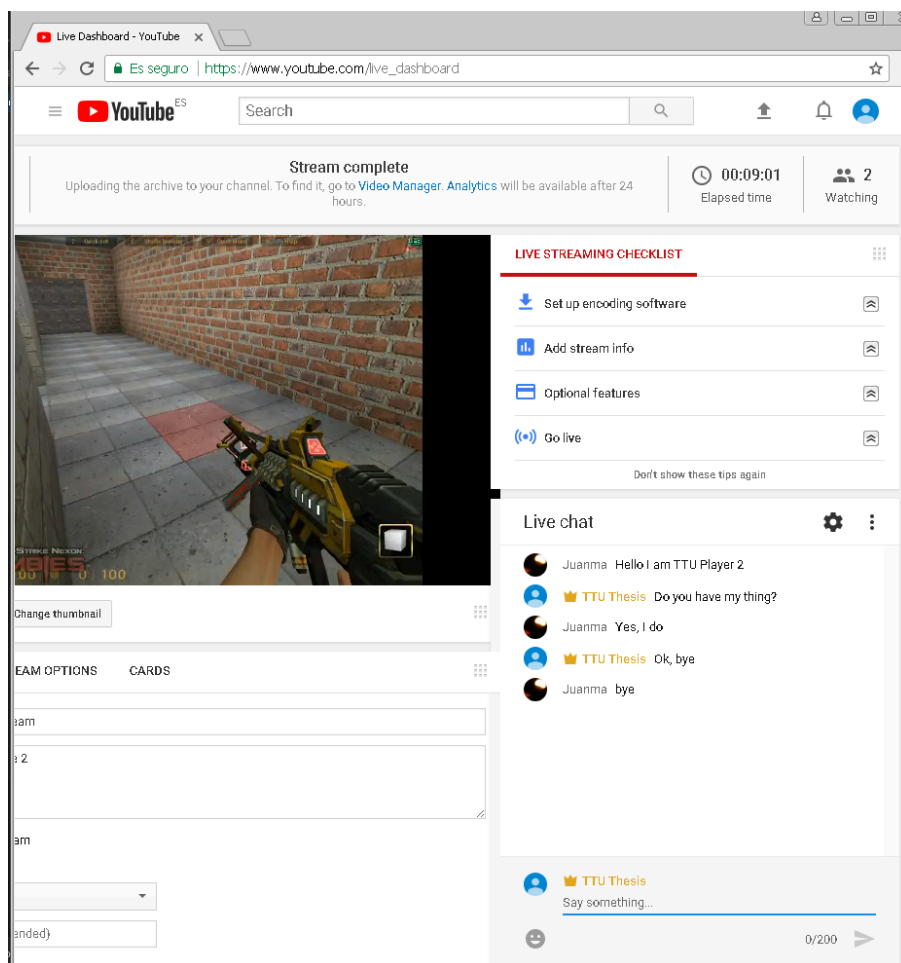 Live Dashboard - YouTube
Es seguro https://www.youtube.com/live_dashboard
YouTube ES
Search
Stream complete
Uploading the archive to your channel. To find it, go to Video Manager. Analytics will be available after 24
hours.
00:09:01
Elapsed time
2
Watching
STRIKE NEXON
ZOMBIES
100
Change thumbnail
EAM OPTIONS CARDS
eam
e 2
am
ended)
LIVE STREAMING CHECKLIST
Set up encoding software
Add stream info
Optional features
Go live
Don't show these tips again
Live chat
Juanma Hello I am TTU Player 2
TTU Thesis Do you have my thing?
Juanma Yes, I do
TTU Thesis Ok, bye
Juanma bye
TTU Thesis
Say something...
0/200